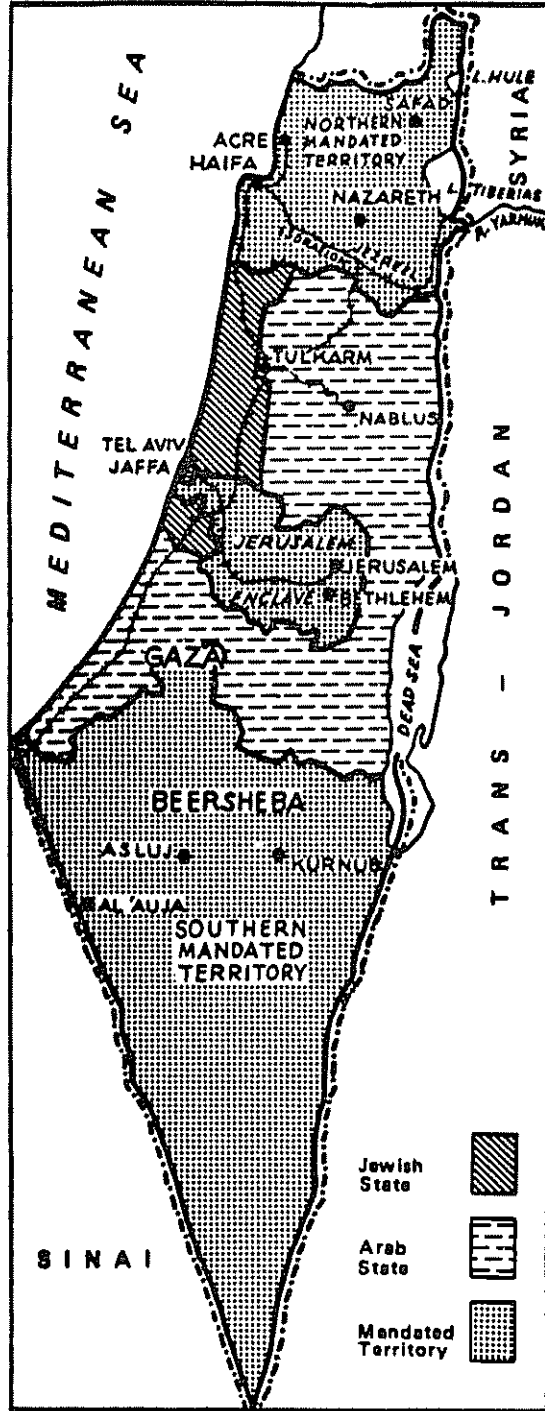 MEDITERRANEAN SEA
L. HULE
SAFAD
SYRIA
NORTHERN
MANDATED
TERRITORY
ACRE
HAIFA
L. TIBERIAS
NAZARETH
JEZREEL
TULKARM
NABLUS
TEL AVIV
JAFFA
JERUSALEM
ENCLAVE
JERUSALEM
BETHLEHEM
TRANS - JORDAN
GAZA
DEAD SEA
BEERSHEBA
ASLUJ
KURNUB
AL 'AUJA
SOUTHERN
MANDATED
TERRITORY
SINAI
Jewish
State
Arab
State
Mandated
Territory